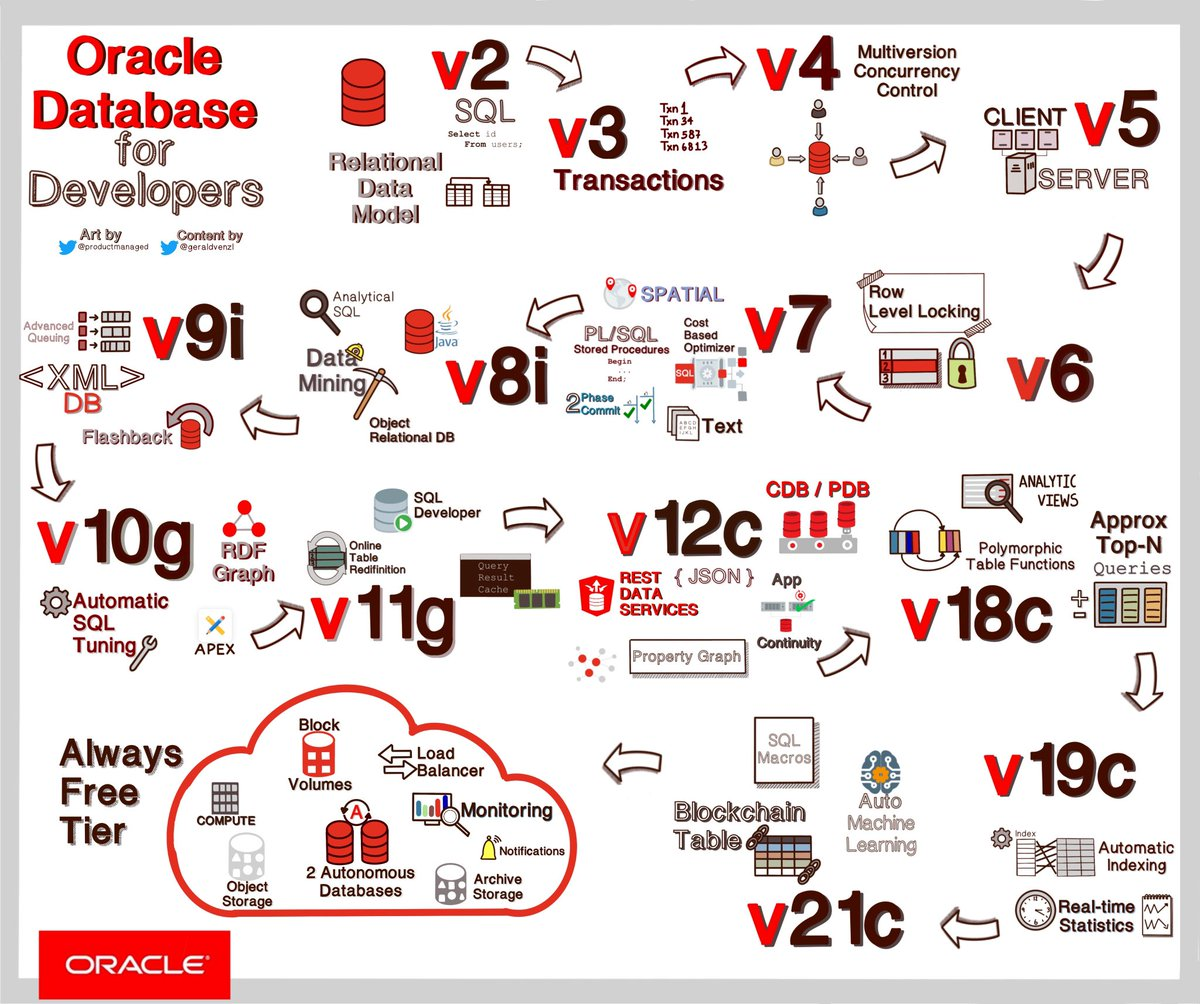 Oracle
Database
for
Developers
Art by
@productmanaged
Content by
@geraldvenzl
v2
SQL
Select id
From users;
Relational
Data
Model
v3
Transactions
Txn 1
Txn 34
Txn 587
Txn 6813
v4
Multiversion
Concurrency
Control
CLIENT
v5
SERVER
v6
Row
Level Locking
1
2
3
v7
SPATIAL
PL/SQL
Stored Procedures
Begin
...
End;
Cost
Based
Optimizer
SQL
2 Phase
Commit
ABCD
EFGH
IJKL
Text
v8i
Analytical
SQL
Java
Data
Mining
Object
Relational DB
v9i
Advanced
Queuing
<XML>
DB
Flashback
v10g
RDF
Graph
Automatic
SQL
Tuning
APEX
v11g
SQL
Developer
Online
Table
Redifinition
Query
Result
Cache
v12c
CDB / PDB
REST
DATA
SERVICES
{ JSON }
App
Continuity
Property Graph
v18c
ANALYTIC
VIEWS
Polymorphic
Table Functions
Approx
Top-N
Queries
v19c
Index
Automatic
Indexing
Real-time
Statistics
v21c
SQL
Macros
Auto
Machine
Learning
Blockchain
Table
Always
Free
Tier
Block
Volumes
Load
Balancer
COMPUTE
Monitoring
A
2 Autonomous
Databases
Notifications
Object
Storage
Archive
Storage
ORACLE®